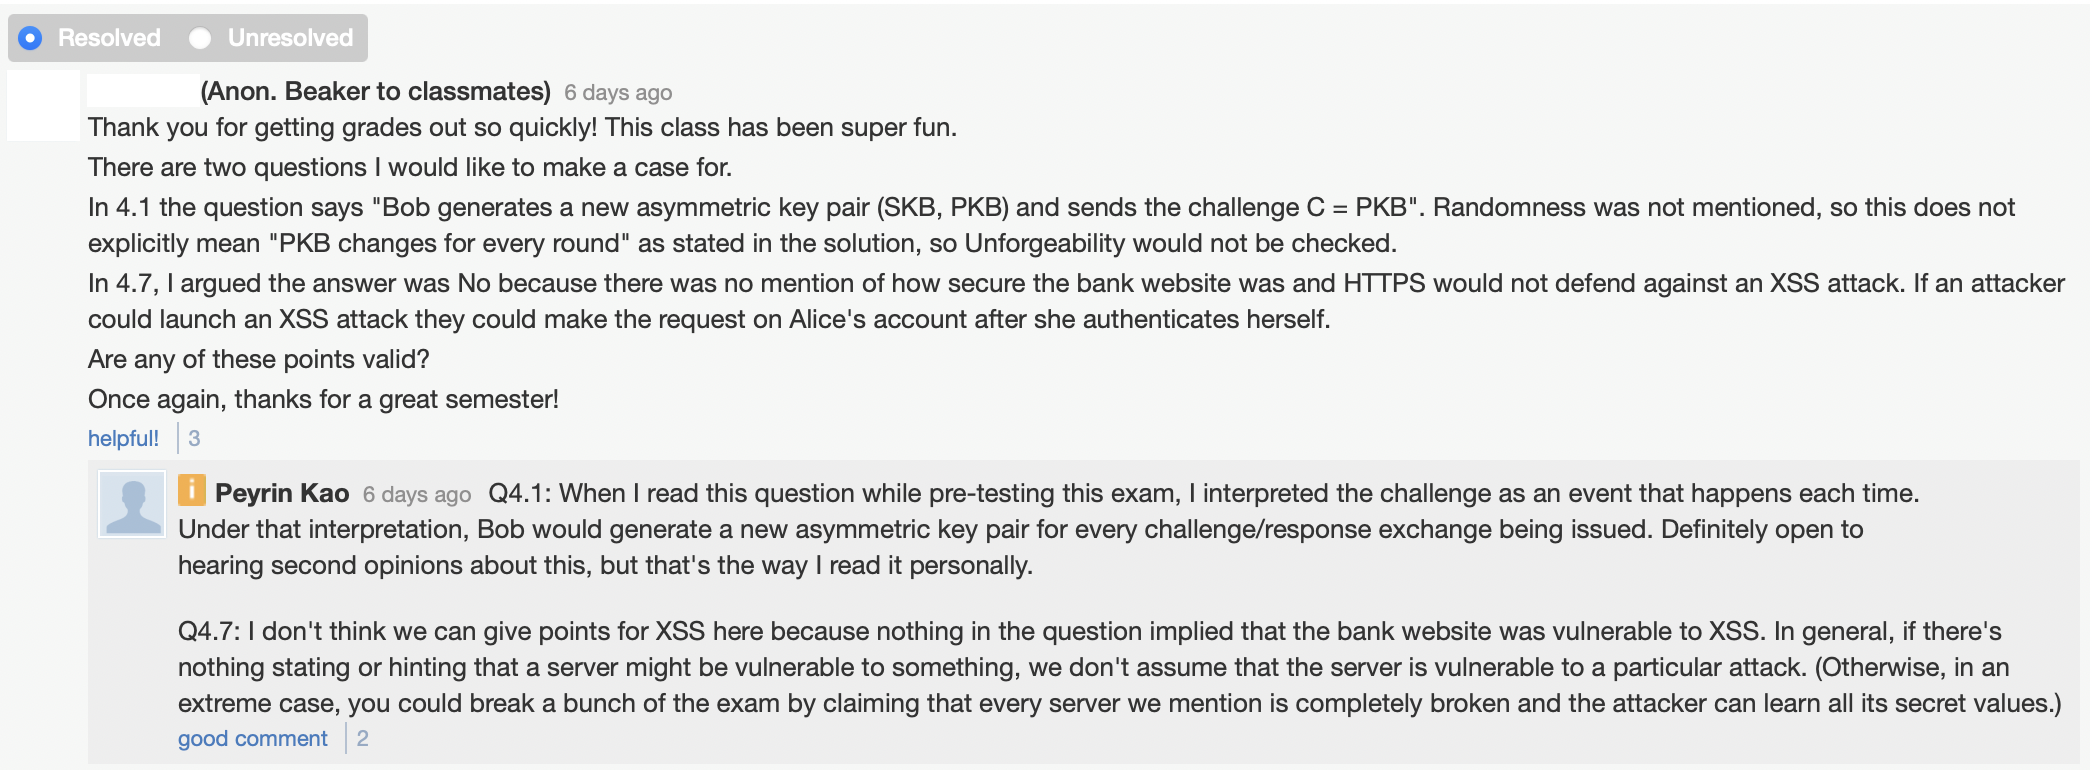 Resolved Unresolved
(Anon. Beaker to classmates) 6 days ago
Thank you for getting grades out so quickly! This class has been super fun.
There are two questions I would like to make a case for.
In 4.1 the question says "Bob generates a new asymmetric key pair (SKB, PKB) and sends the challenge C = PKB". Randomness was not mentioned, so this does not
explicitly mean "PKB changes for every round" as stated in the solution, so Unforgeability would not be checked.
In 4.7, I argued the answer was No because there was no mention of how secure the bank website was and HTTPS would not defend against an XSS attack. If an attacker
could launch an XSS attack they could make the request on Alice's account after she authenticates herself.
Are any of these points valid?
Once again, thanks for a great semester!
helpful! 3
i Peyrin Kao 6 days ago Q4.1: When I read this question while pre-testing this exam, I interpreted the challenge as an event that happens each time.
Under that interpretation, Bob would generate a new asymmetric key pair for every challenge/response exchange being issued. Definitely open to
hearing second opinions about this, but that's the way I read it personally.
Q4.7: I don't think we can give points for XSS here because nothing in the question implied that the bank website was vulnerable to XSS. In general, if there's
nothing stating or hinting that a server might be vulnerable to something, we don't assume that the server is vulnerable to a particular attack. (Otherwise, in an
extreme case, you could break a bunch of the exam by claiming that every server we mention is completely broken and the attacker can learn all its secret values.)
good comment 2